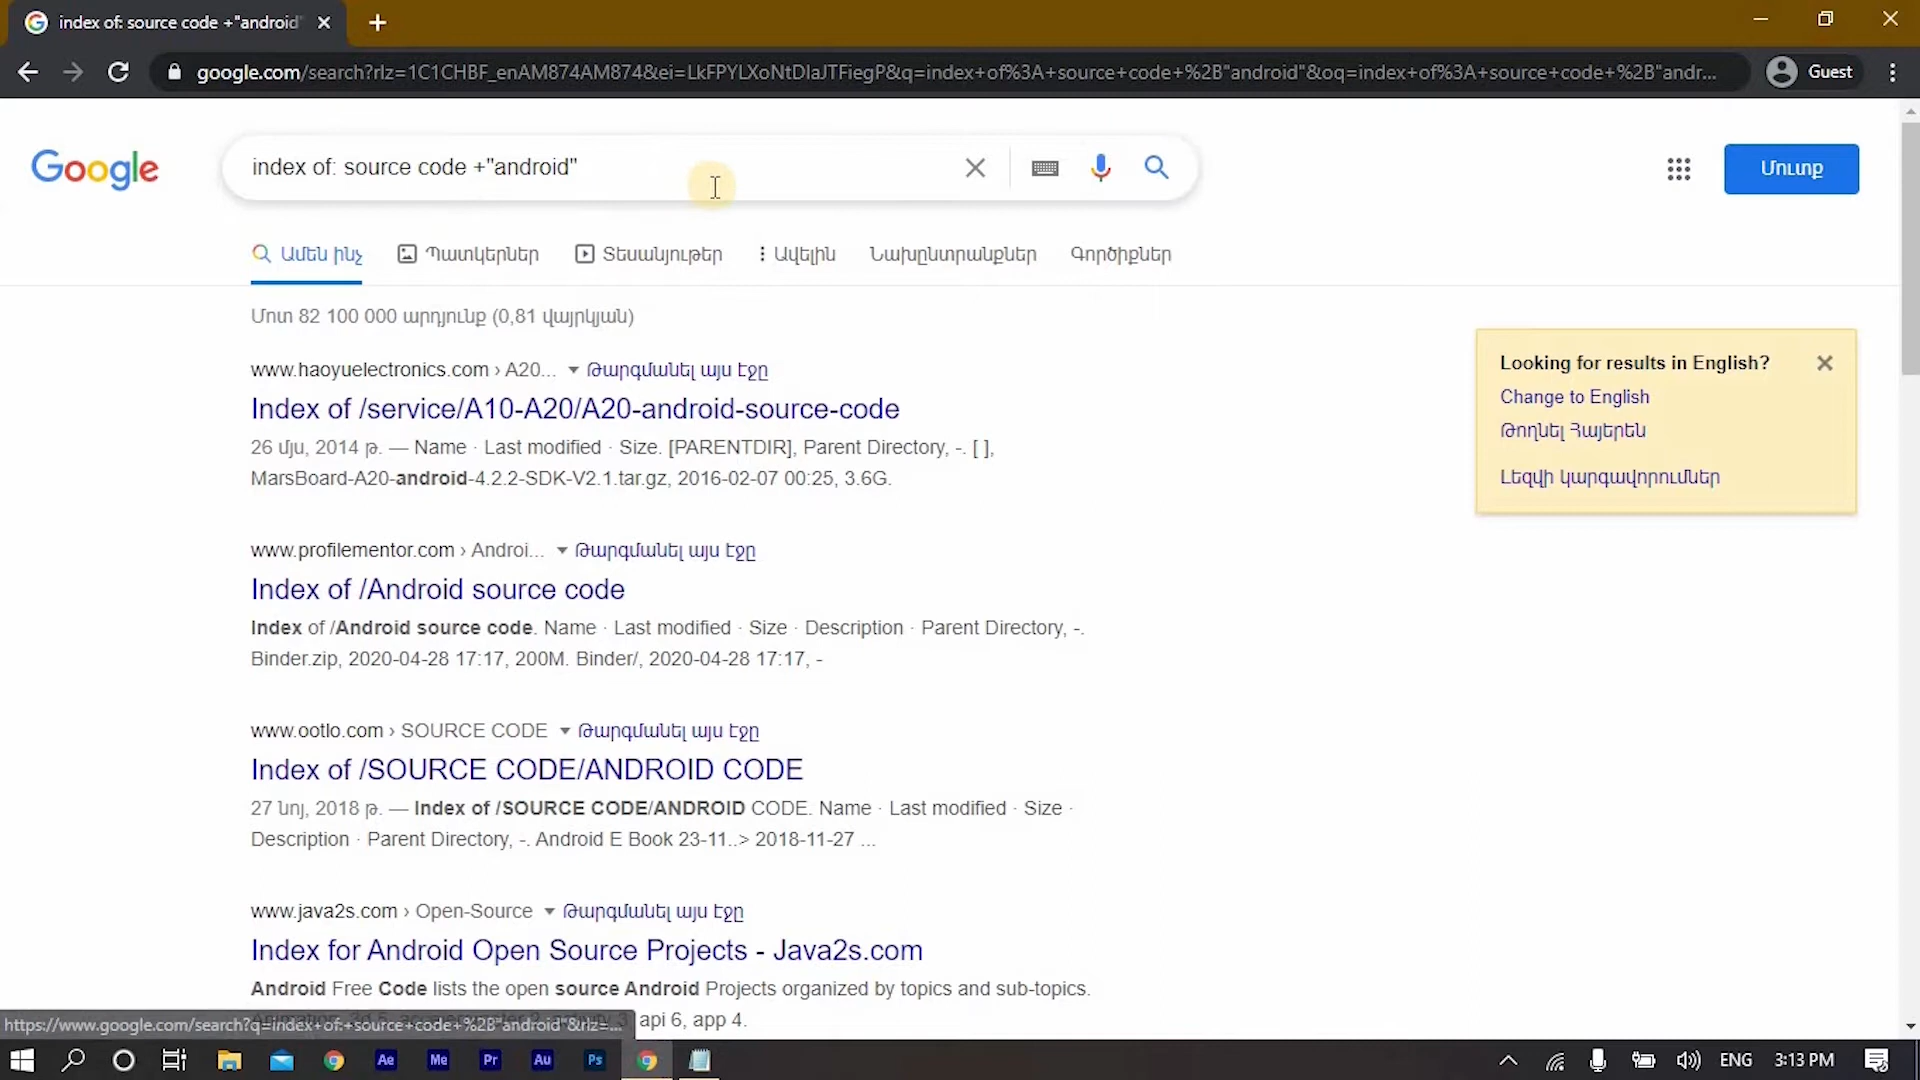 index of: source code +"android"
google.com/search?rlz=1C1CHBF_enAM874AM874&ei=LkFPYLXoNtDIaJTFiegP&q=index+of%3A+source+code+%2B"android"&oq=index+of%3A+source+code+%2B"andr...
Guest
Google
index of: source code +"android"
Մուտք
Ամեն ինչ Պատկերներ Տեսանյութեր Ավելին Նախընտրանքներ Գործիքներ
Մոտ 82 100 000 արդյունք (0,81 վայրկյան)
www.haoyuelectronics.com › A20... Թարգմանել այս էջը
Index of /service/A10-A20/A20-android-source-code
26 մյս, 2014 թ. — Name · Last modified · Size. [PARENTDIR], Parent Directory, -. [ ],
MarsBoard-A20-android-4.2.2-SDK-V2.1.tar.gz, 2016-02-07 00:25, 3.6G.
Looking for results in English?
Change to English
Թողնել Հայերեն
Լեզվի կարգավորումներ
www.profilementor.com › Androi... Թարգմանել այս էջը
Index of /Android source code
Index of /Android source code. Name · Last modified · Size · Description · Parent Directory, -.
Binder.zip, 2020-04-28 17:17, 200M. Binder/, 2020-04-28 17:17, -
www.ootlo.com › SOURCE CODE Թարգմանել այս էջը
Index of /SOURCE CODE/ANDROID CODE
27 նոյ, 2018 թ. — Index of /SOURCE CODE/ANDROID CODE. Name · Last modified · Size ·
Description · Parent Directory, -. Android E Book 23-11..> 2018-11-27 ...
www.java2s.com › Open-Source Թարգմանել այս էջը
Index for Android Open Source Projects - Java2s.com
Android Free Code lists the open source Android Projects organized by topics and sub-topics.
api 6, app 4.
https://www.google.com/search?q=index+of:+source+code+%2B"android"&rlz=...
Ae Me Pr Au Ps
ENG 3:13 PM